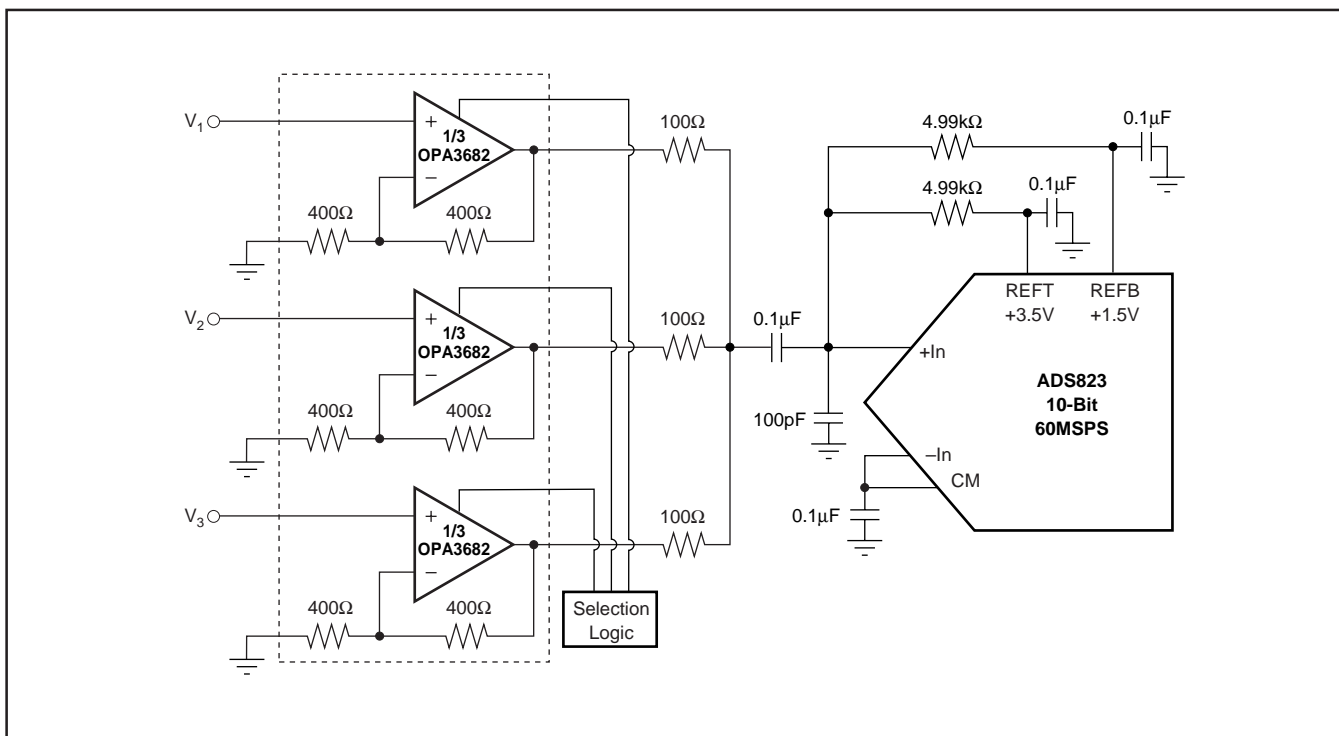 V1
+
1/3
OPA3682
−
400Ω
400Ω
100Ω
V2
+
1/3
OPA3682
−
400Ω
400Ω
100Ω
V3
+
1/3
OPA3682
−
400Ω
400Ω
100Ω
Selection
Logic
0.1μF
4.99kΩ
0.1μF
4.99kΩ
0.1μF
100pF
REFT
+3.5V
REFB
+1.5V
+In
ADS823
10-Bit
60MSPS
–In
CM
0.1μF